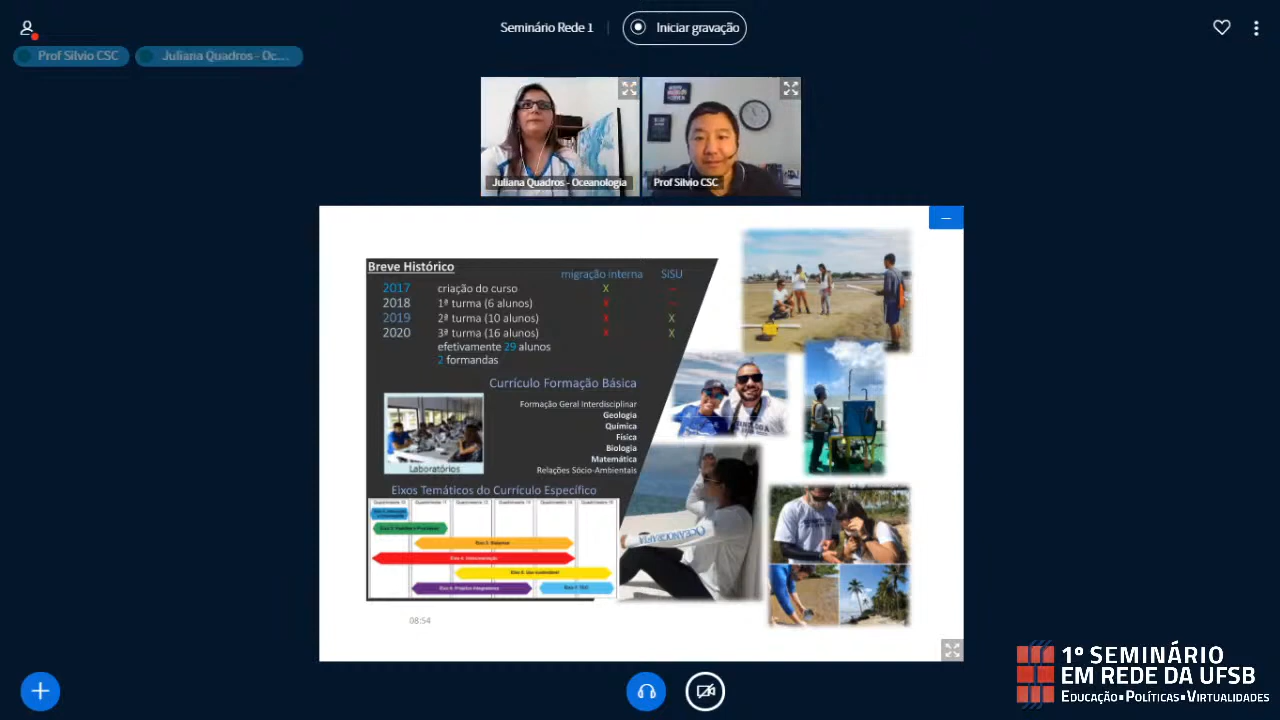 Seminário Rede 1
Iniciar gravação
Prof Silvio CSC
Juliana Quadros - Oc...
Juliana Quadros - Oceanologia
Prof Silvio CSC
Breve Histórico
migração interna SISU
2017 criação do curso X –
2018 1ª turma (6 alunos) X –
2019 2ª turma (10 alunos) X X
2020 3ª turma (16 alunos) X X
efetivamente 29 alunos
2 formandas
Currículo Formação Básica
Formação Geral Interdisciplinar
Geologia
Química
Física
Biologia
Matemática
Relações Sócio-Ambientais
Laboratórios
Eixos Temáticos do Currículo Específico
OCEANOGRAFIA
08:54
1º SEMINÁRIO
EM REDE DA UFSB
EDUCAÇÃO•POLÍTICAS•VIRTUALIDADES